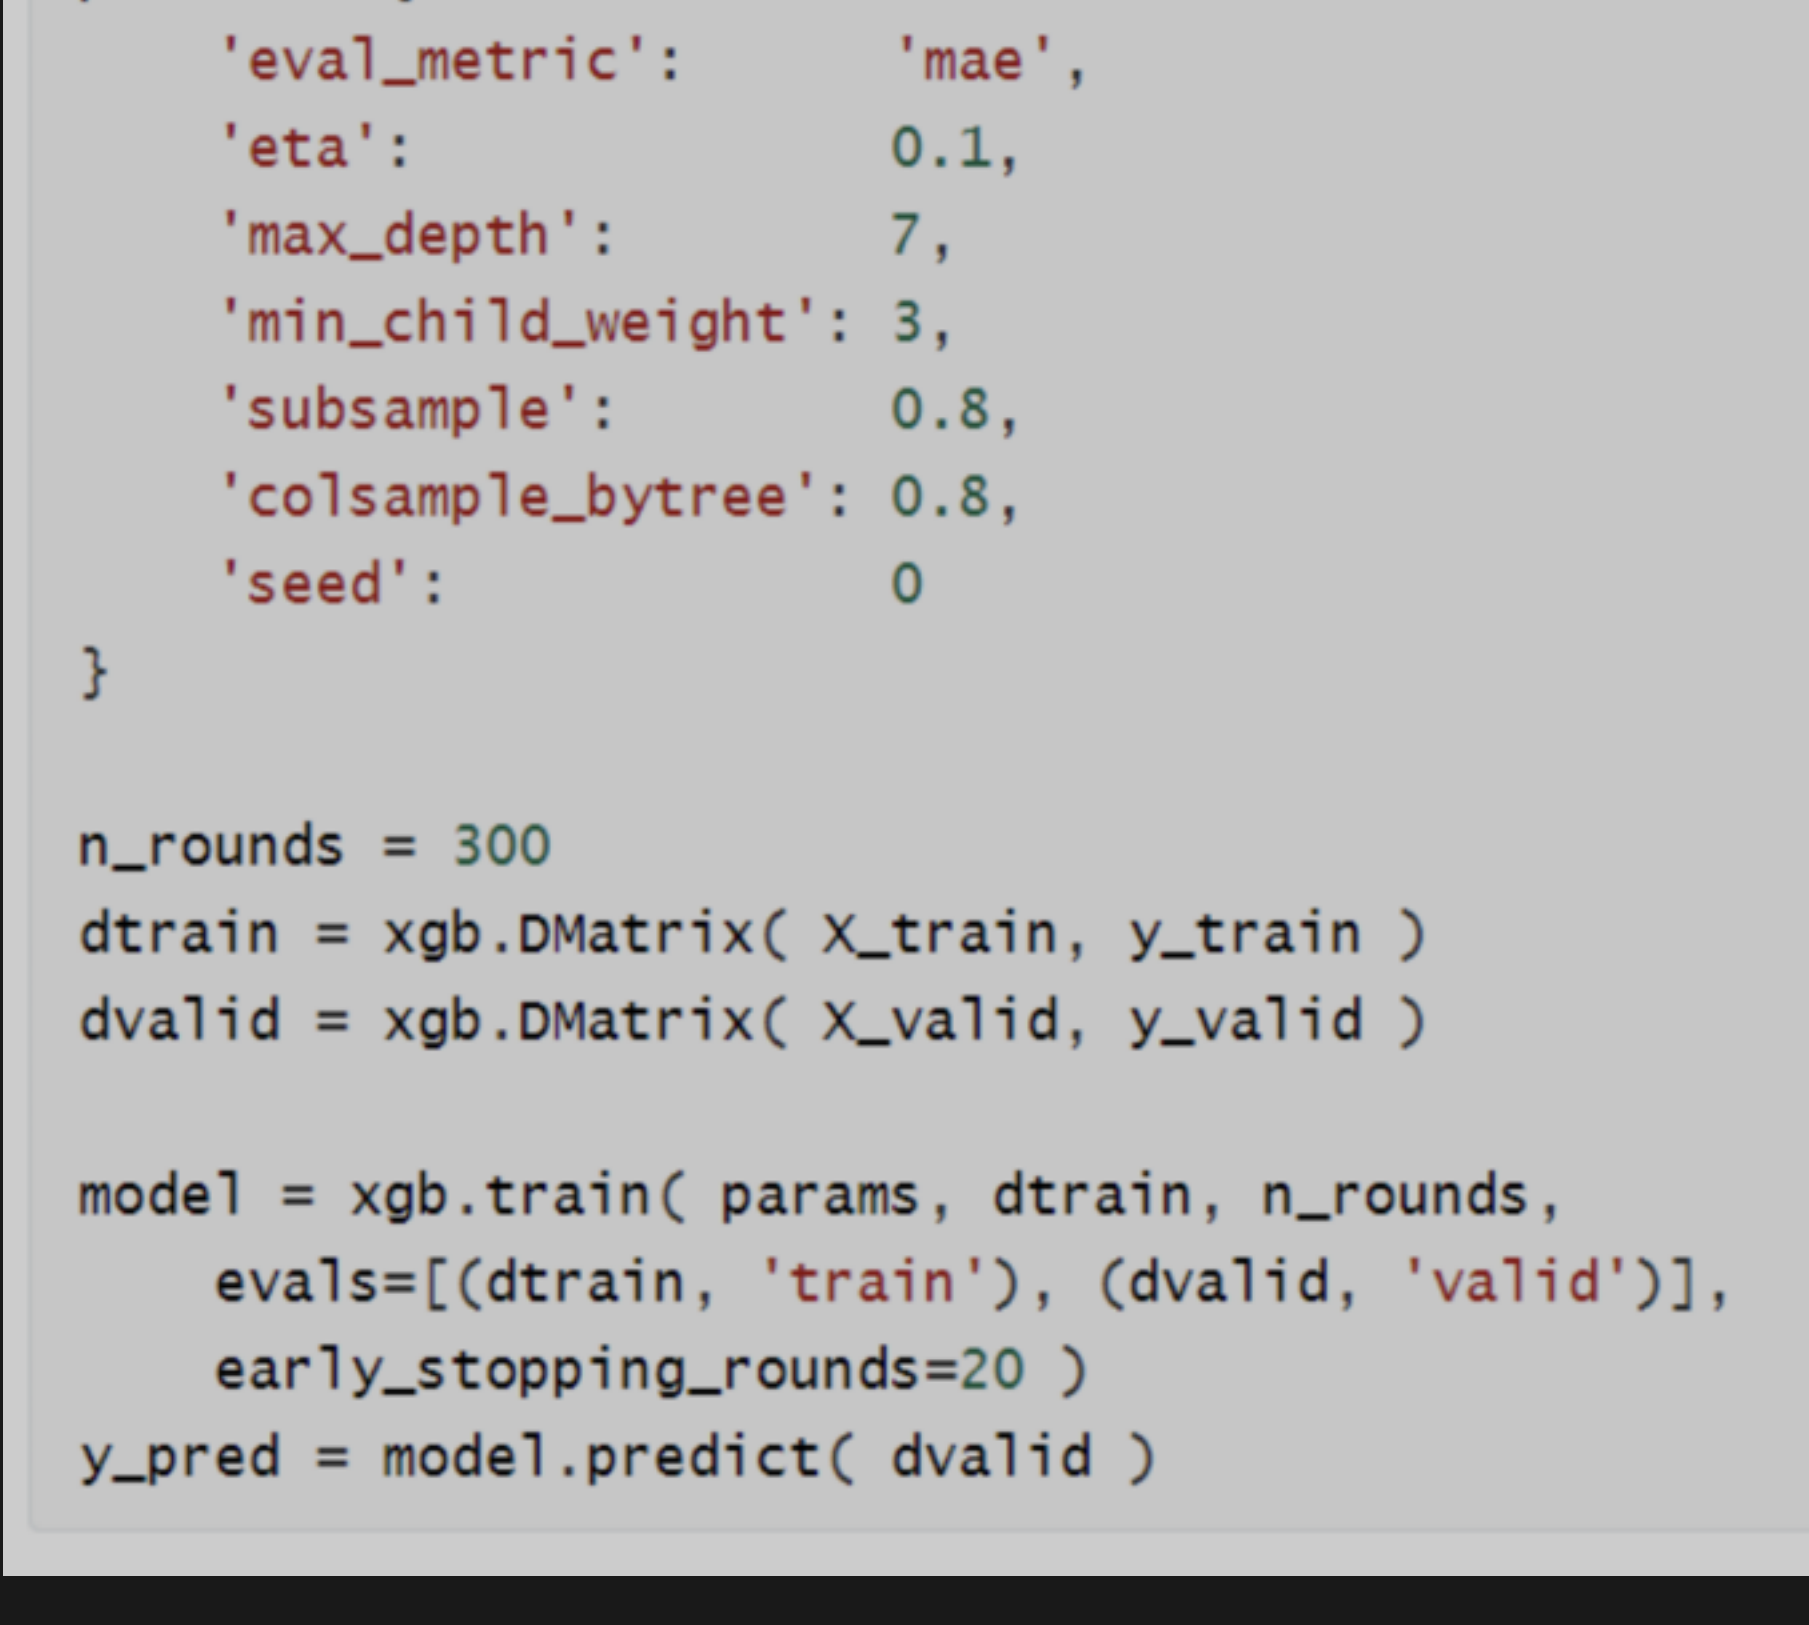 'eval_metric':      'mae',
    'eta':              0.1,
    'max_depth':        7,
    'min_child_weight': 3,
    'subsample':        0.8,
    'colsample_bytree': 0.8,
    'seed':             0
}
n_rounds = 300
dtrain = xgb.DMatrix( X_train, y_train )
dvalid = xgb.DMatrix( X_valid, y_valid )
model = xgb.train( params, dtrain, n_rounds,
    evals=[(dtrain, 'train'), (dvalid, 'valid')],
    early_stopping_rounds=20 )
y_pred = model.predict( dvalid )